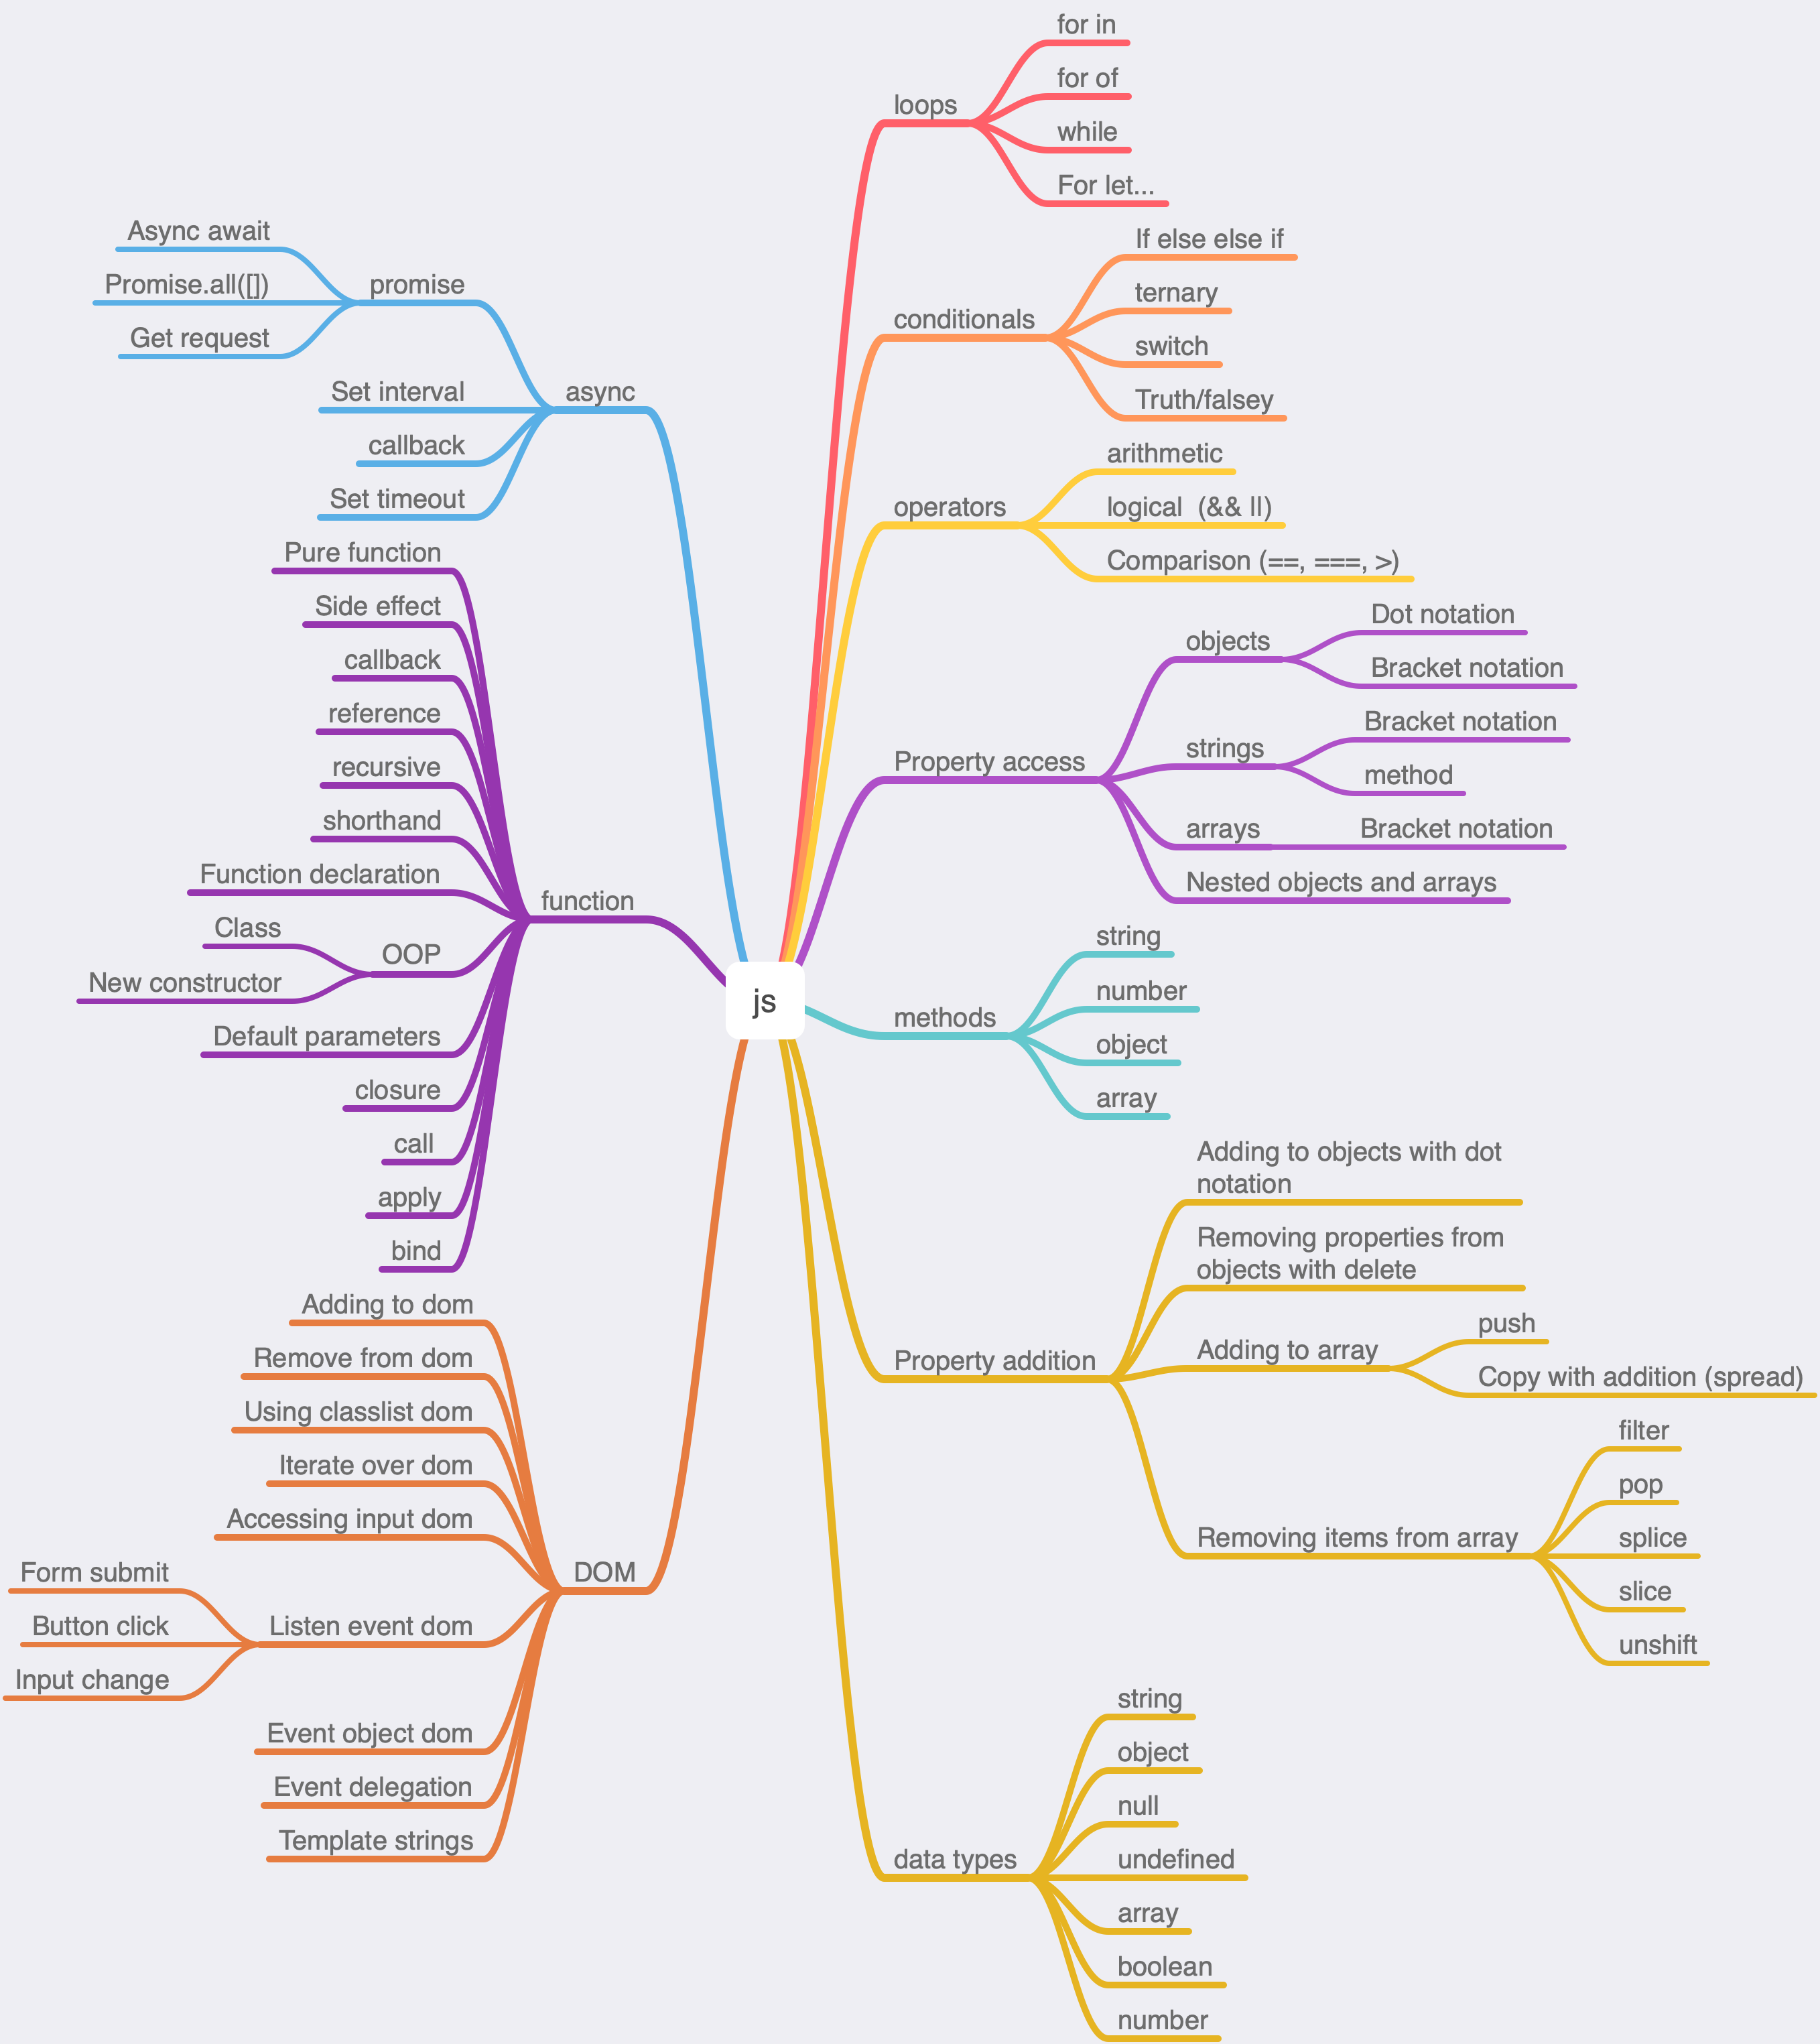 js
loops
for in
for of
while
For let...
conditionals
If else else if
ternary
switch
Truth/falsey
operators
arithmetic
logical  (&& ||)
Comparison (==, ===, >)
Property access
objects
Dot notation
Bracket notation
strings
Bracket notation
method
arrays
Bracket notation
Nested objects and arrays
methods
string
number
object
array
Property addition
Adding to objects with dot
notation
Removing properties from
objects with delete
Adding to array
push
Copy with addition (spread)
Removing items from array
filter
pop
splice
slice
unshift
data types
string
object
null
undefined
array
boolean
number
async
promise
Async await
Promise.all([])
Get request
Set interval
callback
Set timeout
function
Pure function
Side effect
callback
reference
recursive
shorthand
Function declaration
OOP
Class
New constructor
Default parameters
closure
call
apply
bind
DOM
Adding to dom
Remove from dom
Using classlist dom
Iterate over dom
Accessing input dom
Listen event dom
Form submit
Button click
Input change
Event object dom
Event delegation
Template strings